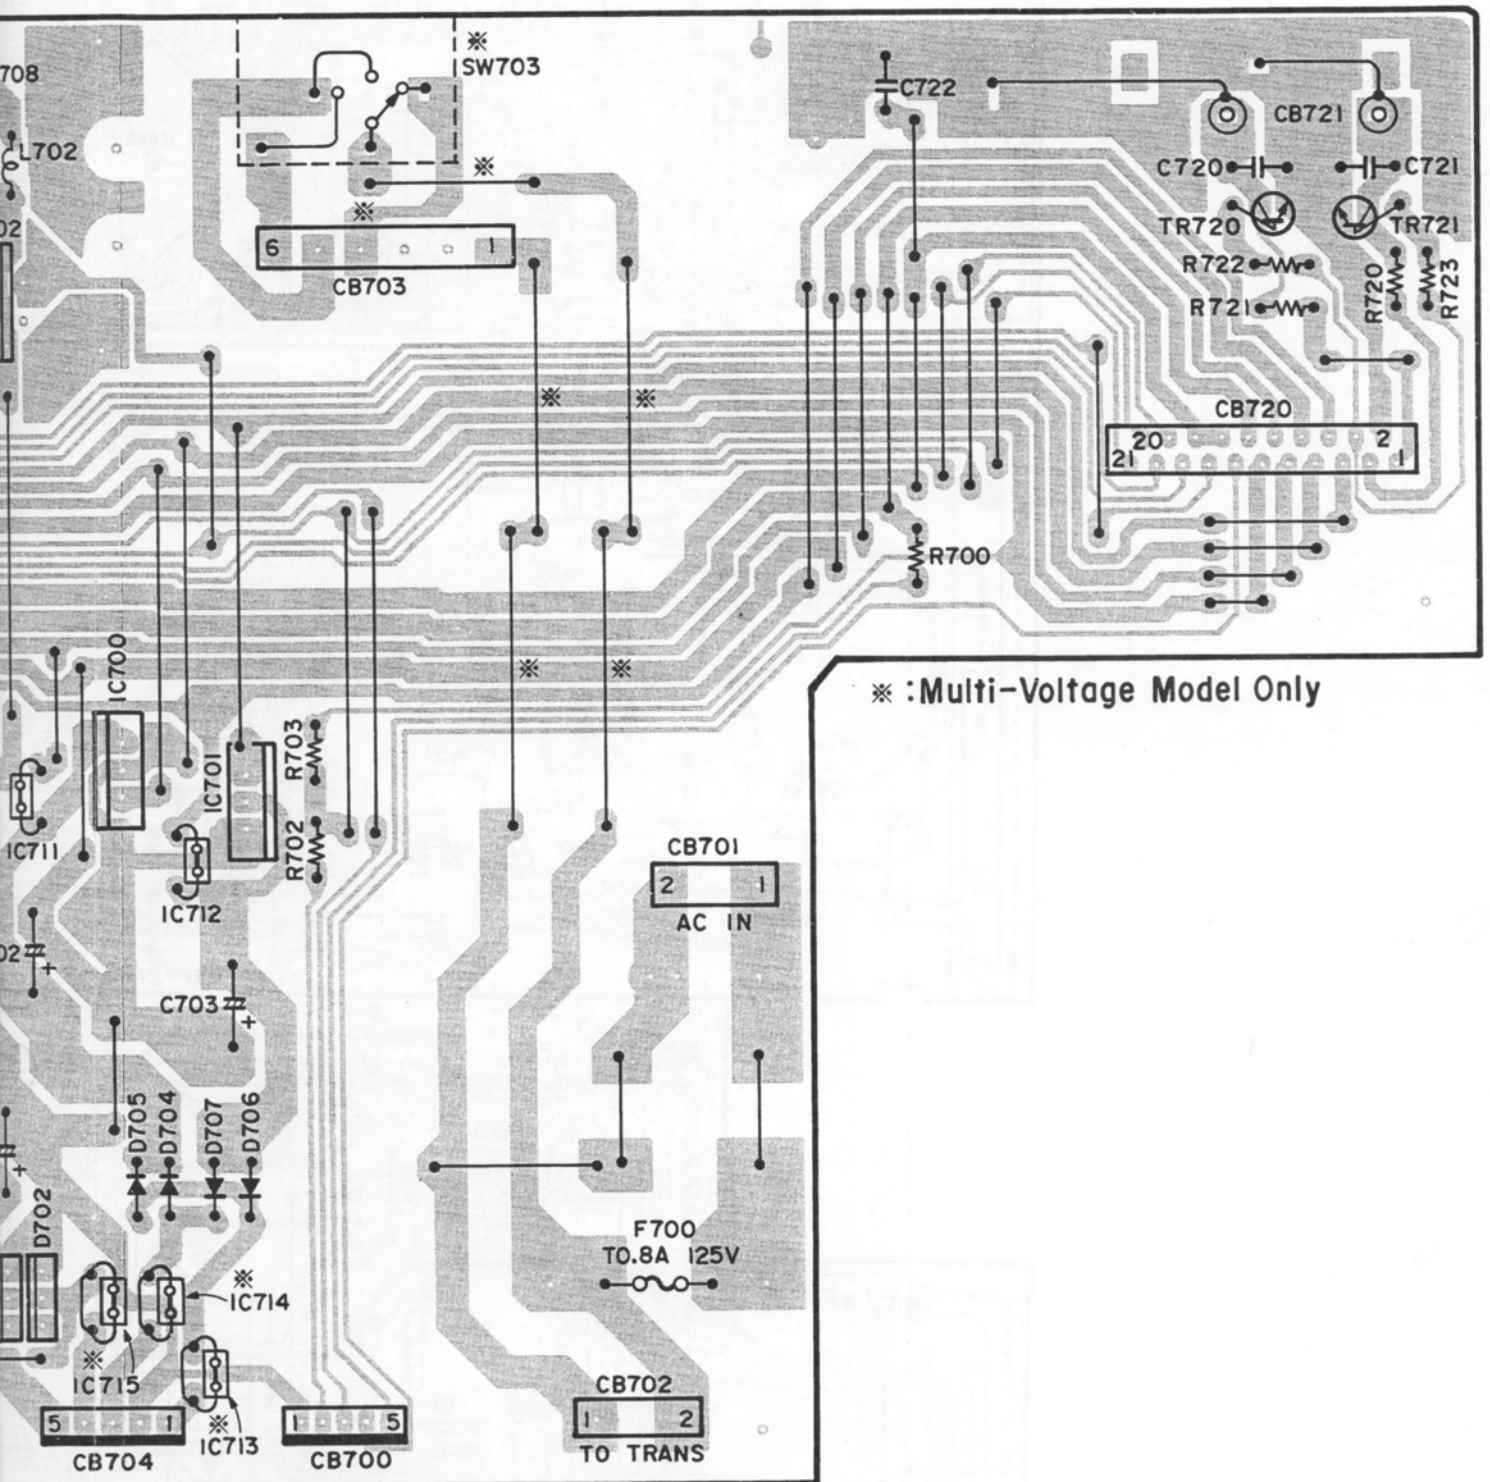 ※
SW703
708
L702
※
C722
CB721
C720
C721
TR720
TR721
02
※
6 1
CB703
R722
R721
R720
R723
※ ※
CB720
20 2
21 1
R700
IC700
※ ※
※ :Multi-Voltage Model Only
R703
IC701
R702
IC711
IC712
CB701
2 1
AC IN
02
+
C703
+
D705
D704
D707
D706
+
D702
F700
T0.8A 125V
※
IC714
※
IC715
※
IC713
5 1
CB704
1 5
CB700
CB702
1 2
TO TRANS